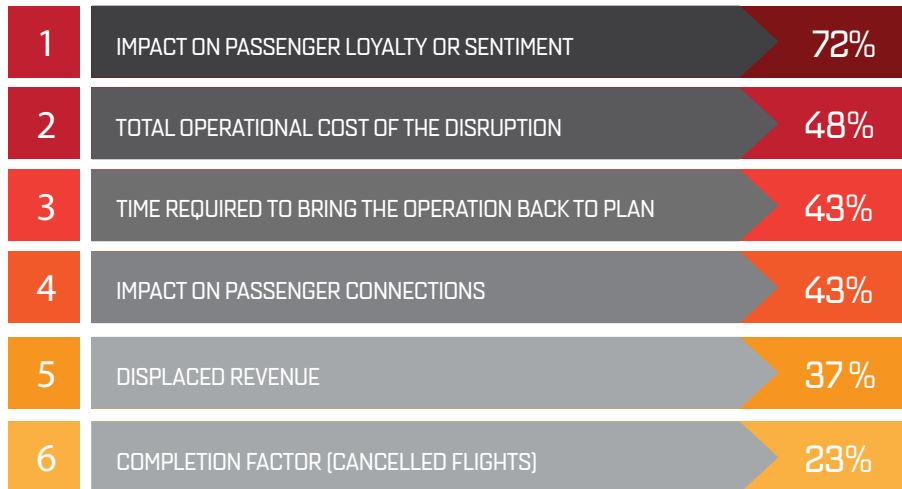 1 IMPACT ON PASSENGER LOYALTY OR SENTIMENT 72%
2 TOTAL OPERATIONAL COST OF THE DISRUPTION 48%
3 TIME REQUIRED TO BRING THE OPERATION BACK TO PLAN 43%
4 IMPACT ON PASSENGER CONNECTIONS 43%
5 DISPLACED REVENUE 37%
6 COMPLETION FACTOR (CANCELLED FLIGHTS) 23%